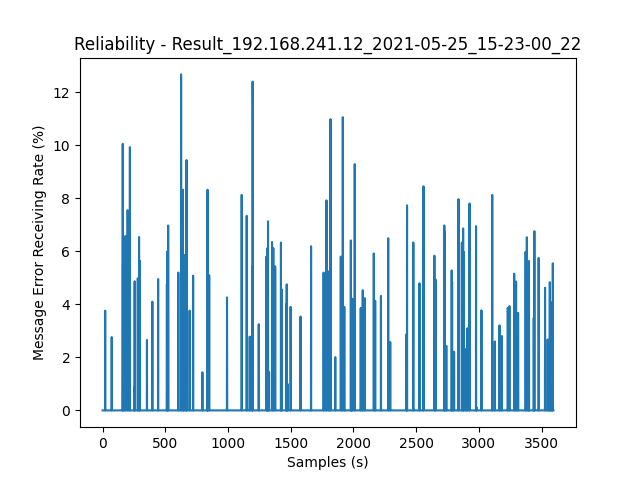 Reliability - Result_192.168.241.12_2021-05-25_15-23-00_22
Message Error Receiving Rate (%)
12
10
8
6
4
2
0
0 500 1000 1500 2000 2500 3000 3500
Samples (s)